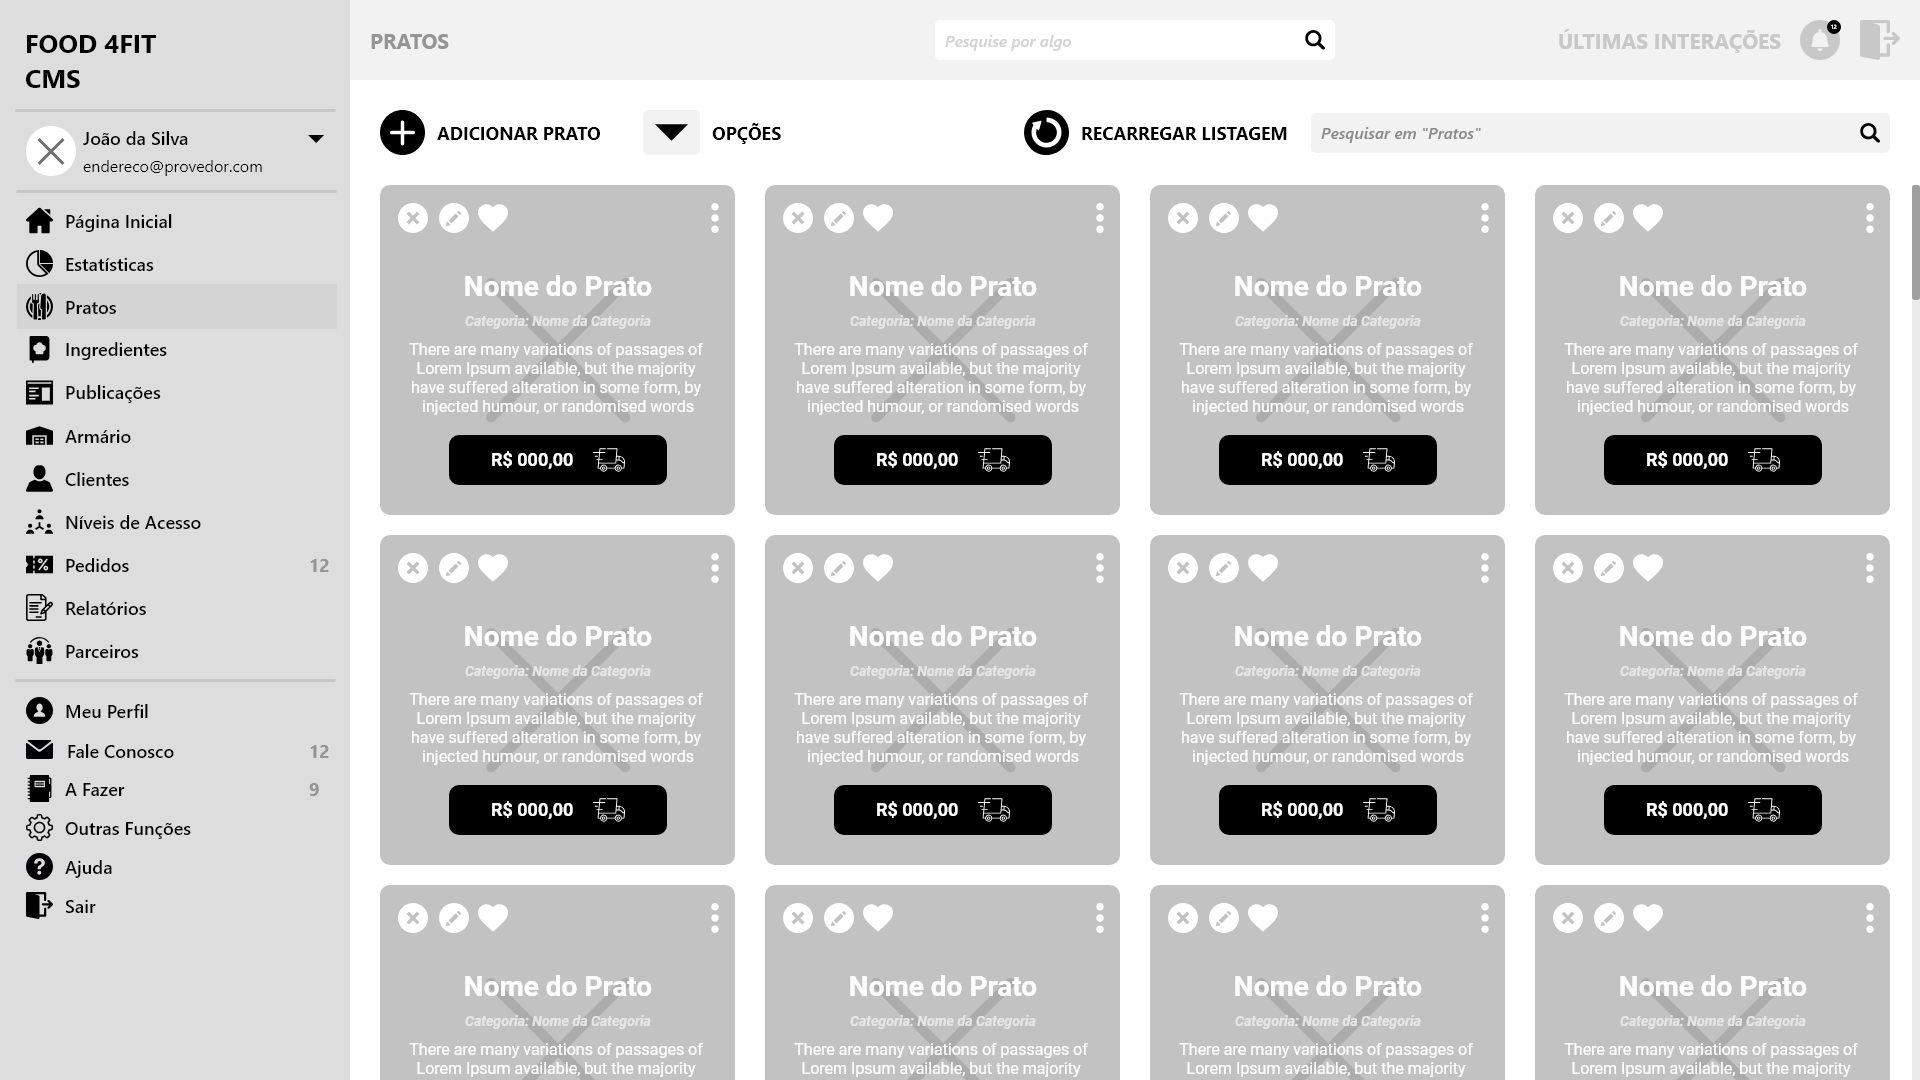 FOOD 4FIT
CMS
João da Silva
endereco@provedor.com
Página Inicial
Estatísticas
Pratos
Ingredientes
Publicações
Armário
Clientes
Níveis de Acesso
Pedidos 12
Relatórios
Parceiros
Meu Perfil
Fale Conosco 12
A Fazer 9
Outras Funções
Ajuda
Sair
PRATOS
Pesquise por algo
ÚLTIMAS INTERAÇÕES
12
ADICIONAR PRATO
OPÇÕES
RECARREGAR LISTAGEM
Pesquisar em "Pratos"
Nome do Prato
Categoria: Nome da Categoria
There are many variations of passages of
Lorem Ipsum available, but the majority
have suffered alteration in some form, by
injected humour, or randomised words
R$ 000,00
Nome do Prato
Categoria: Nome da Categoria
There are many variations of passages of
Lorem Ipsum available, but the majority
have suffered alteration in some form, by
injected humour, or randomised words
R$ 000,00
Nome do Prato
Categoria: Nome da Categoria
There are many variations of passages of
Lorem Ipsum available, but the majority
have suffered alteration in some form, by
injected humour, or randomised words
R$ 000,00
Nome do Prato
Categoria: Nome da Categoria
There are many variations of passages of
Lorem Ipsum available, but the majority
have suffered alteration in some form, by
injected humour, or randomised words
R$ 000,00
Nome do Prato
Categoria: Nome da Categoria
There are many variations of passages of
Lorem Ipsum available, but the majority
have suffered alteration in some form, by
injected humour, or randomised words
R$ 000,00
Nome do Prato
Categoria: Nome da Categoria
There are many variations of passages of
Lorem Ipsum available, but the majority
have suffered alteration in some form, by
injected humour, or randomised words
R$ 000,00
Nome do Prato
Categoria: Nome da Categoria
There are many variations of passages of
Lorem Ipsum available, but the majority
have suffered alteration in some form, by
injected humour, or randomised words
R$ 000,00
Nome do Prato
Categoria: Nome da Categoria
There are many variations of passages of
Lorem Ipsum available, but the majority
have suffered alteration in some form, by
injected humour, or randomised words
R$ 000,00
Nome do Prato
Categoria: Nome da Categoria
There are many variations of passages of
Lorem Ipsum available, but the majority
Nome do Prato
Categoria: Nome da Categoria
There are many variations of passages of
Lorem Ipsum available, but the majority
Nome do Prato
Categoria: Nome da Categoria
There are many variations of passages of
Lorem Ipsum available, but the majority
Nome do Prato
Categoria: Nome da Categoria
There are many variations of passages of
Lorem Ipsum available, but the majority